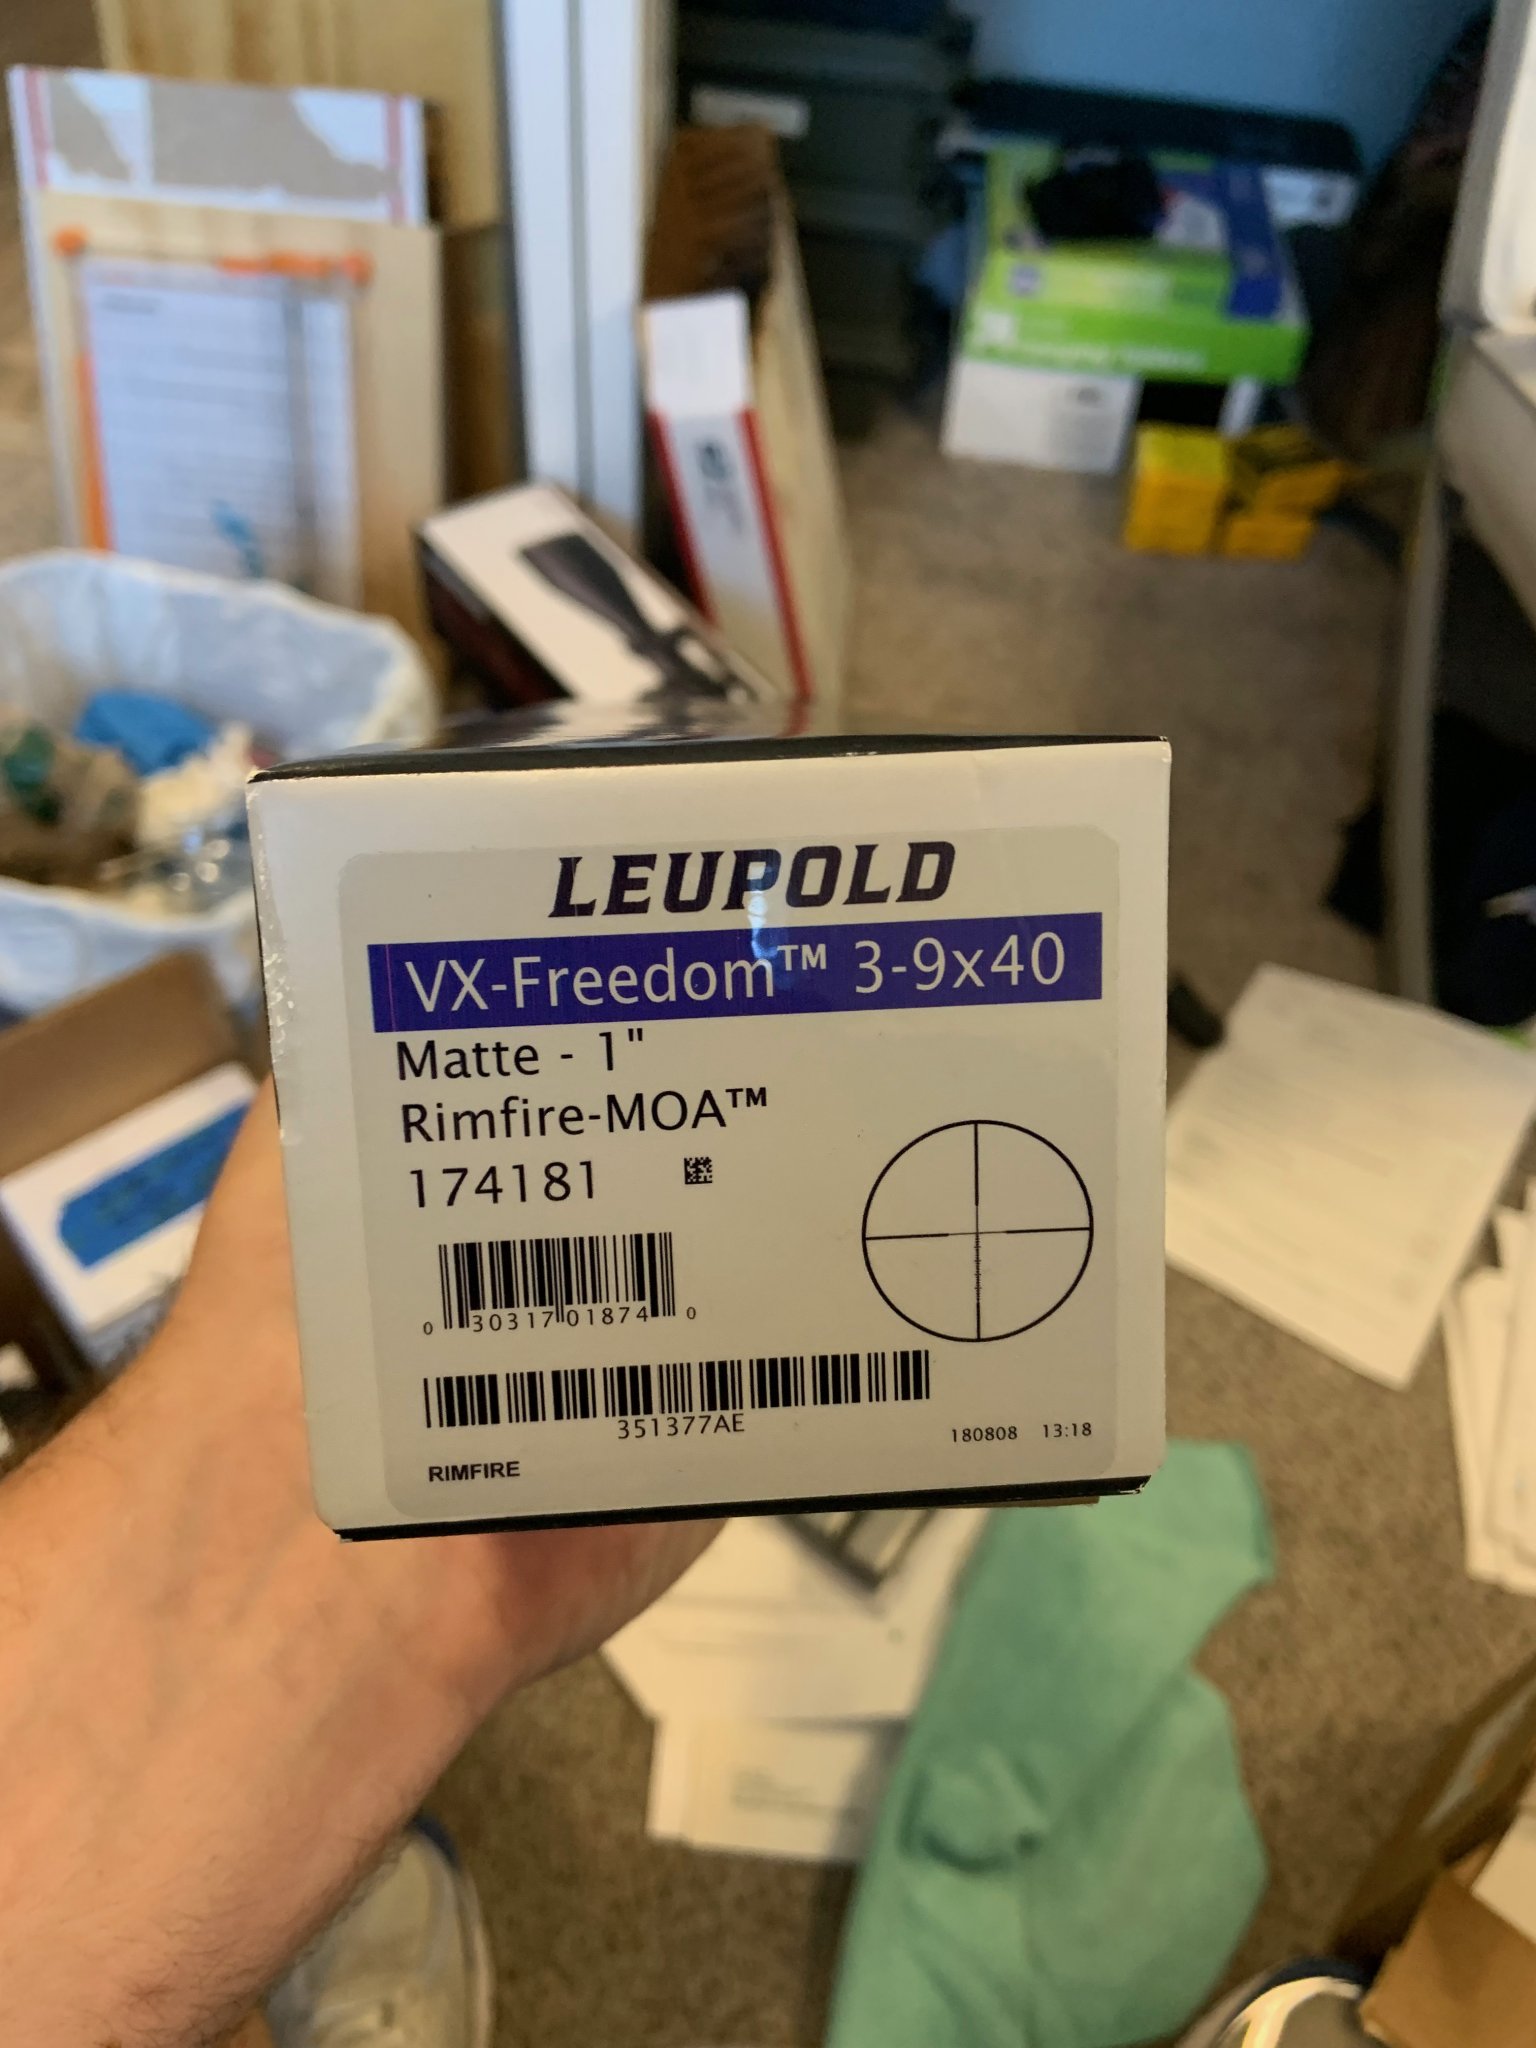 LEUPOLD
VX-Freedom™ 3-9x40
Matte - 1"
Rimfire-MOA™
174181
0 30317 01874 0
351377AE
180808 13:18
RIMFIRE